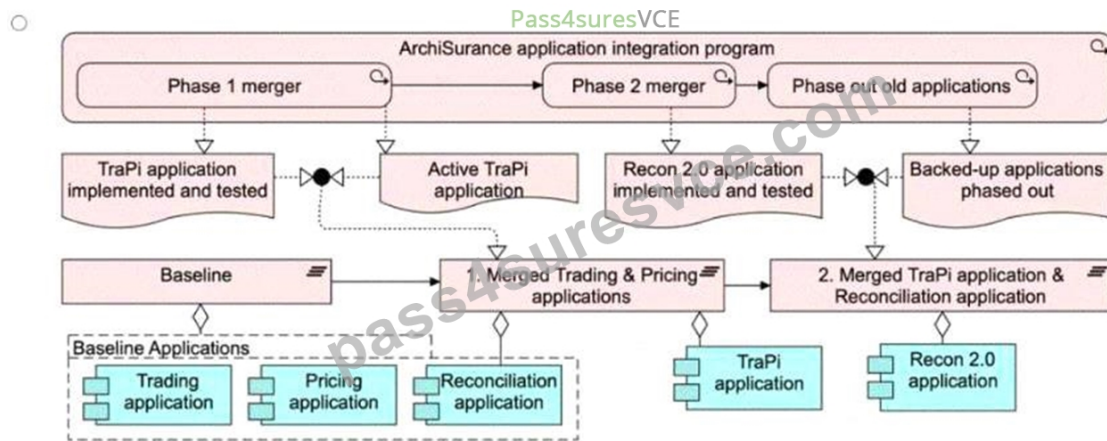 Pass4suresVCE
ArchiSurance application integration program
Phase 1 merger
Phase 2 merger
Phase out old applications
TraPi application
implemented and tested
Active TraPi
application
Recon 2.0 application
implemented and tested
Backed-up applications
phased out
Baseline
1. Merged Trading & Pricing
applications
2. Merged TraPi application &
Reconciliation application
Baseline Applications
Trading
application
Pricing
application
Reconciliation
application
TraPi
application
Recon 2.0
application
pass4suresvce.com